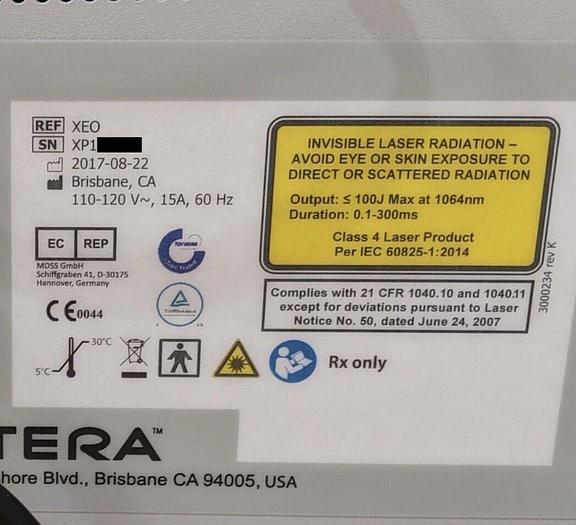 REF XEO
SN XP1
2017-08-22
Brisbane, CA
110-120 V~, 15A, 60 Hz
EC REP
MDSS GmbH
Schiffgraben 41, D-30175
Hannover, Germany
CE0044
5°C 30°C
INVISIBLE LASER RADIATION –
AVOID EYE OR SKIN EXPOSURE TO
DIRECT OR SCATTERED RADIATION
Output: ≤ 100J Max at 1064nm
Duration: 0.1-300ms
Class 4 Laser Product
Per IEC 60825-1:2014
Complies with 21 CFR 1040.10 and 1040.11
except for deviations pursuant to Laser
Notice No. 50, dated June 24, 2007
3000234 rev K
Rx only
TERA™
hore Blvd., Brisbane CA 94005, USA